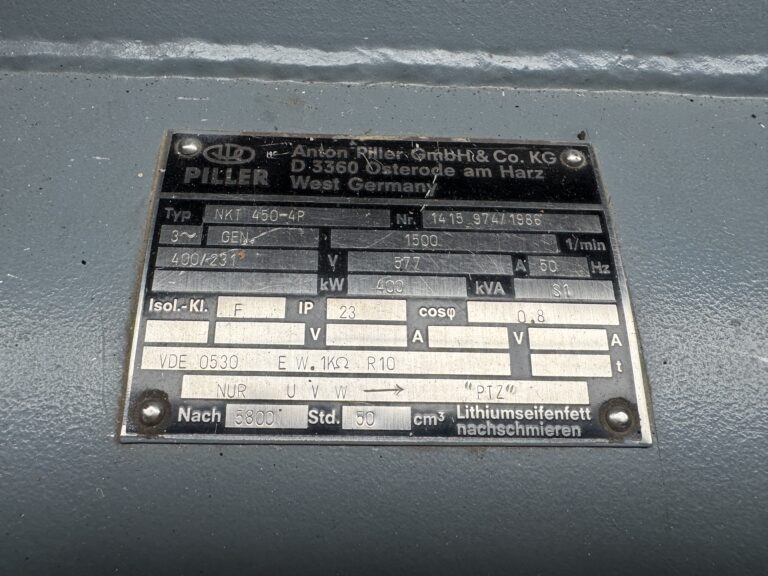 PILLER
Anton Piller GmbH & Co. KG
D 3360 Osterode am Harz
West Germany
Typ NKT 450-4P Nr. 1415 974/1986
3~ GEN. 1500 1/min
400/231 V 577 A 50 Hz
kW 400 kVA S1
Isol.-Kl. F IP 23 cosφ 0.8
V A V A
VDE 0530 E W. 1KΩ R10 t
NUR U V W → "PTZ"
Nach 5800 Std. 50 cm³ Lithiumseifenfett
nachschmieren